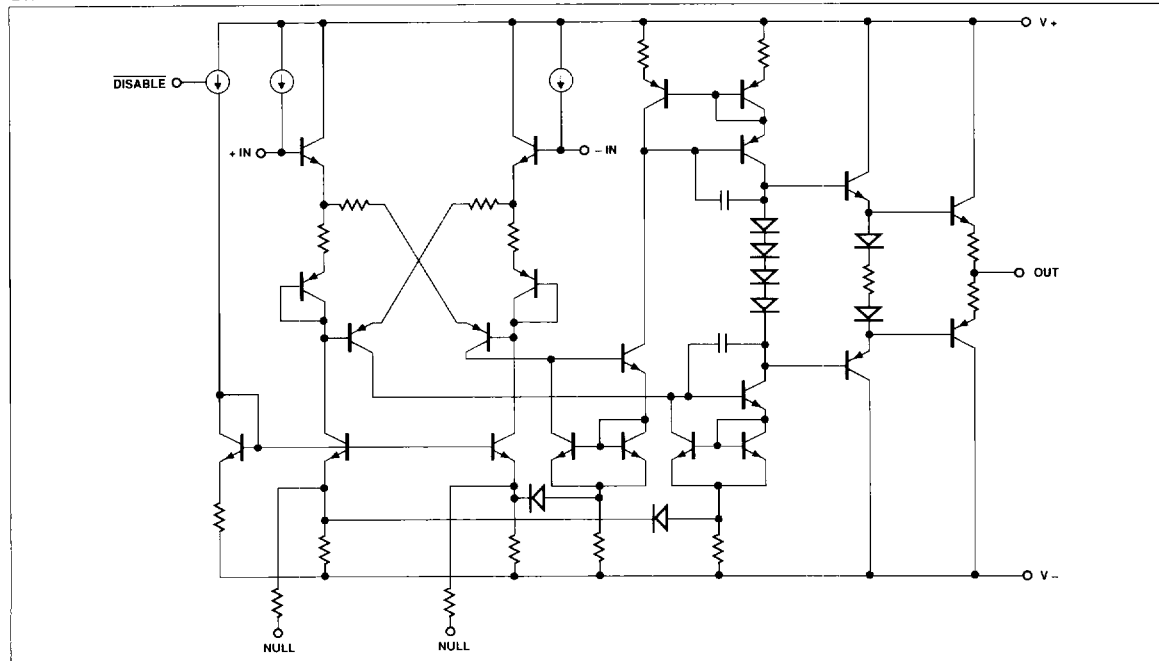 V+
DISABLE
+IN
–IN
OUT
V–
NULL
NULL